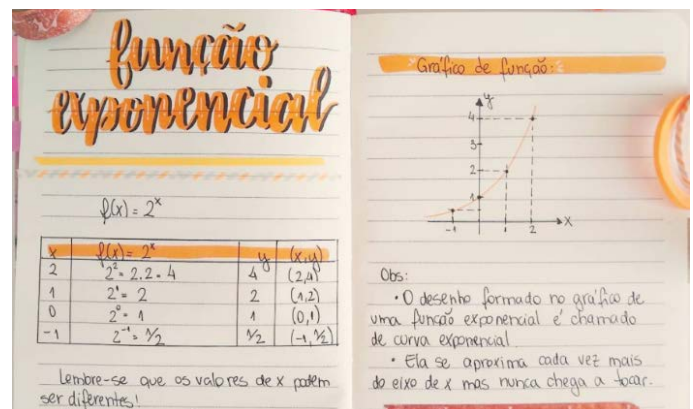 função
exponencial
f(x) = 2^x
x f(x) = 2^x y (x,y)
2 2² = 2.2 = 4 4 (2,4)
1 2¹ = 2 2 (1,2)
0 2⁰ = 1 1 (0,1)
-1 2⁻¹ = 1/2 1/2 (-1, 1/2)
Lembre-se que os valores de x podem
ser diferentes!
Gráfico de função:
y
4
3
2
1
-1 1 2 x
Obs:
• O desenho formado no gráfico de
uma função exponencial é chamado
de curva exponencial
• Ela se aproxima cada vez mais
do eixo de x mas nunca chega a tocar.